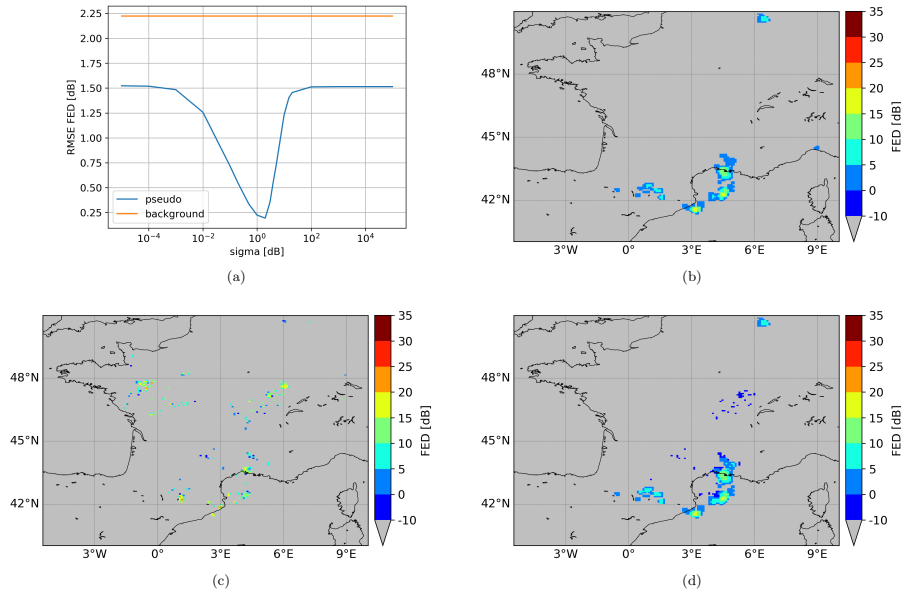 2.25
2.00
1.75
1.50
1.25
1.00
0.75
0.50
0.25
RMSE FED [dB]
pseudo
background
10⁻⁴ 10⁻² 10⁰ 10² 10⁴
sigma [dB]
(a)
48°N
45°N
42°N
3°W 0° 3°E 6°E 9°E
35
30
20
15
10
5
0
-10
FED [dB]
(b)
48°N
45°N
42°N
3°W 0° 3°E 6°E 9°E
35
30
20
15
10
5
0
-10
FED [dB]
(c)
48°N
45°N
42°N
3°W 0° 3°E 6°E 9°E
35
30
20
15
10
5
0
-10
FED [dB]
(d)